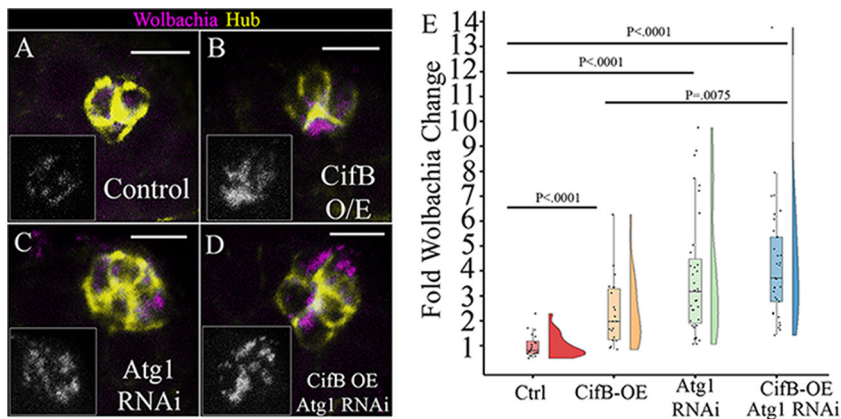 Wolbachia Hub
A
Control
B
CifB
O/E
C
Atg1
RNAi
D
CifB OE
Atg1 RNAi
E
Fold Wolbachia Change
14
13
12
11
10
9
8
7
6
5
4
3
2
1
P<.0001
P<.0001
P=.0075
P<.0001
Ctrl
CifB-OE
Atg1
RNAi
CifB-OE
Atg1 RNAi